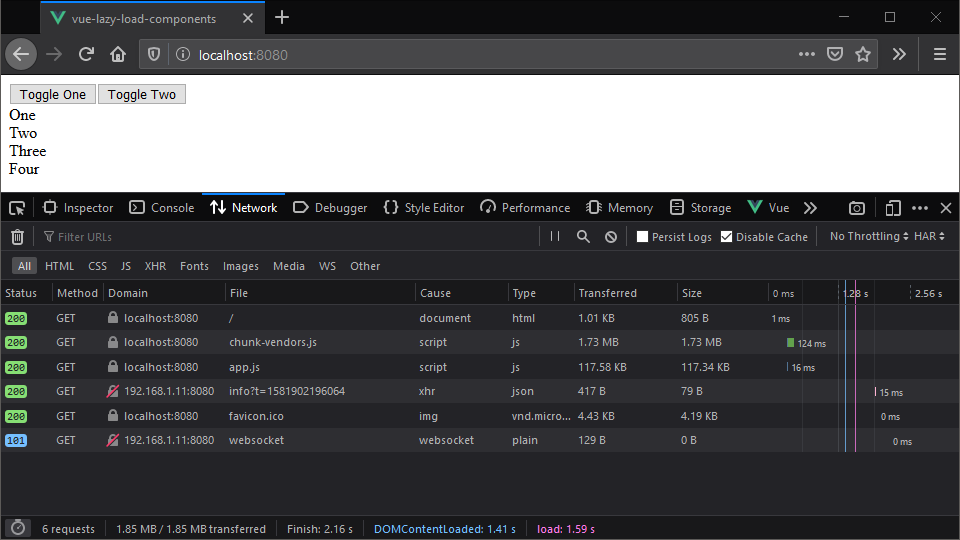 vue-lazy-load-components
localhost:8080
Toggle One Toggle Two
One
Two
Three
Four
Inspector Console Network Debugger Style Editor Performance Memory Storage Vue
Filter URLs Persist Logs Disable Cache No Throttling HAR
All HTML CSS JS XHR Fonts Images Media WS Other
Status Method Domain File Cause Type Transferred Size 0 ms 1.28 s 2.56 s
200 GET localhost:8080 / document html 1.01 KB 805 B 1 ms
200 GET localhost:8080 chunk-vendors.js script js 1.73 MB 1.73 MB 124 ms
200 GET localhost:8080 app.js script js 117.58 KB 117.34 KB 16 ms
200 GET 192.168.1.11:8080 info?t=1581902196064 xhr json 417 B 79 B 15 ms
200 GET localhost:8080 favicon.ico img vnd.micro... 4.43 KB 4.19 KB 0 ms
101 GET 192.168.1.11:8080 websocket websocket plain 129 B 0 B 0 ms
6 requests 1.85 MB / 1.85 MB transferred Finish: 2.16 s DOMContentLoaded: 1.41 s load: 1.59 s